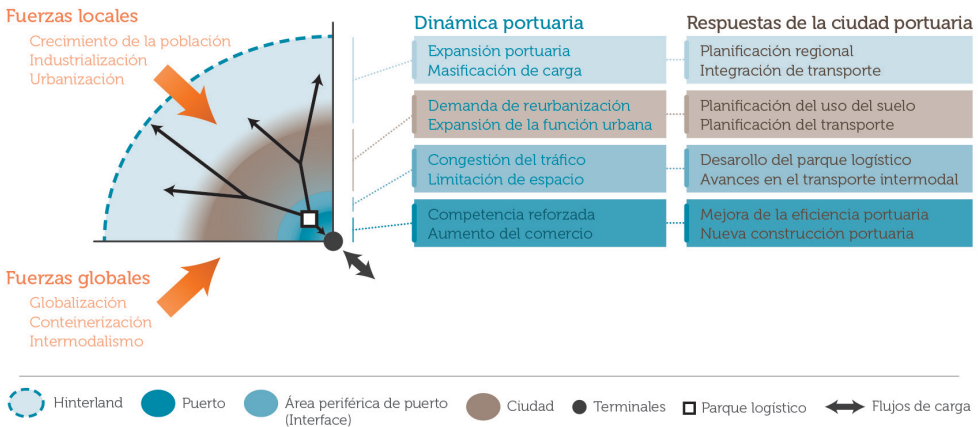 Fuerzas locales
Crecimiento de la población
Industrialización
Urbanización
Fuerzas globales
Globalización
Conteinerización
Intermodalismo
Dinámica portuaria
Expansión portuaria
Masificación de carga
Demanda de reurbanización
Expansión de la función urbana
Congestión del tráfico
Limitación de espacio
Competencia reforzada
Aumento del comercio
Respuestas de la ciudad portuaria
Planificación regional
Integración de transporte
Planificación del uso del suelo
Planificación del transporte
Desarollo del parque logístico
Avances en el transporte intermodal
Mejora de la eficiencia portuaria
Nueva construcción portuaria
Hinterland
Puerto
Área periférica de puerto
(Interface)
Ciudad
Terminales
Parque logístico
Flujos de carga